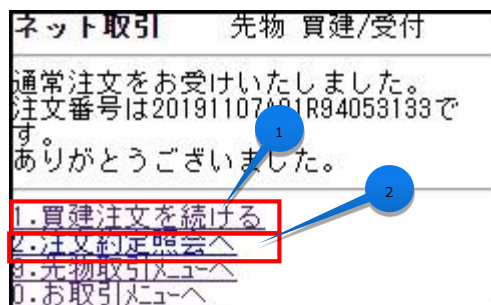 ネット取引 先物 買建/受付
通常注文をお受けいたしました。
注文番号は20191107A01R94053133で
す。
ありがとうございました。
1
2
1.買建注文を続ける
2.注文約定照会へ
9.先物取引メニューへ
0.お取引メニューへ